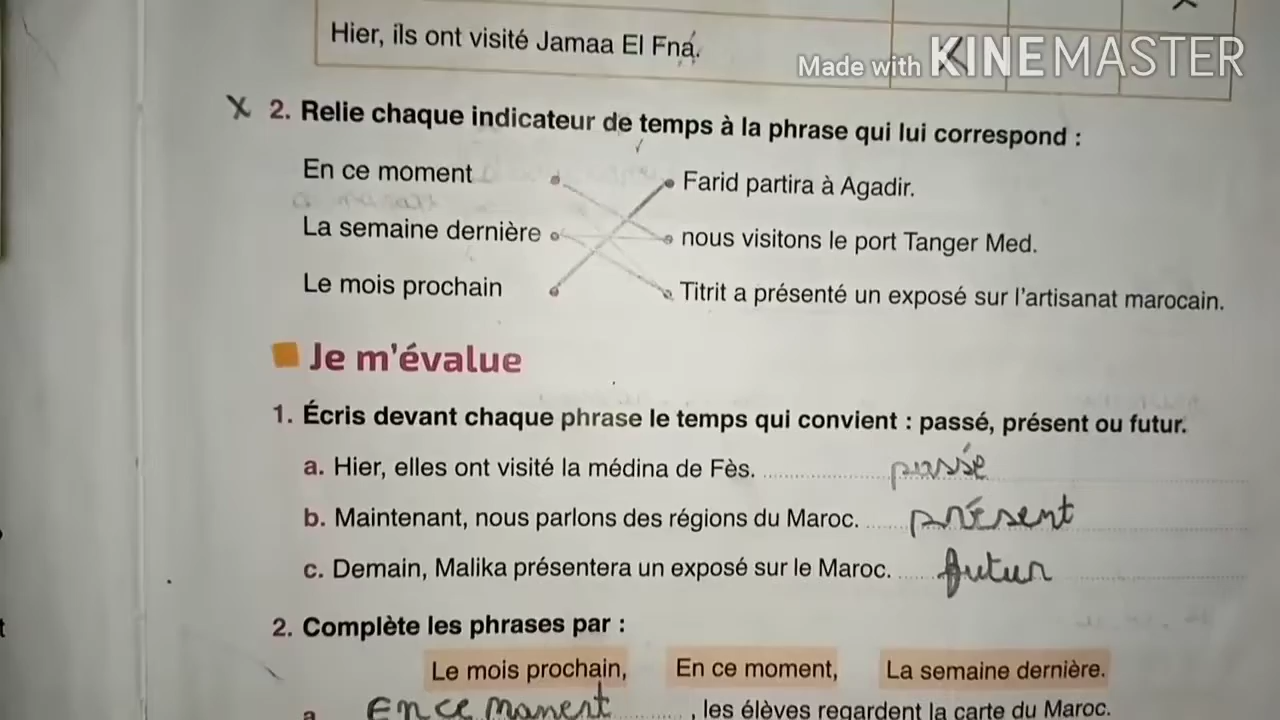 Hier, ils ont visité Jamaa El Fna.
Made with KINEMASTER
X 2. Relie chaque indicateur de temps à la phrase qui lui correspond :
En ce moment Farid partira à Agadir.
La semaine dernière nous visitons le port Tanger Med.
Le mois prochain Titrit a présenté un exposé sur l'artisanat marocain.
Je m'évalue
1. Écris devant chaque phrase le temps qui convient : passé, présent ou futur.
a. Hier, elles ont visité la médina de Fès. passé
b. Maintenant, nous parlons des régions du Maroc. présent
c. Demain, Malika présentera un exposé sur le Maroc. futur
2. Complète les phrases par :
Le mois prochain, En ce moment, La semaine dernière.
a En ce manent , les élèves regardent la carte du Maroc.